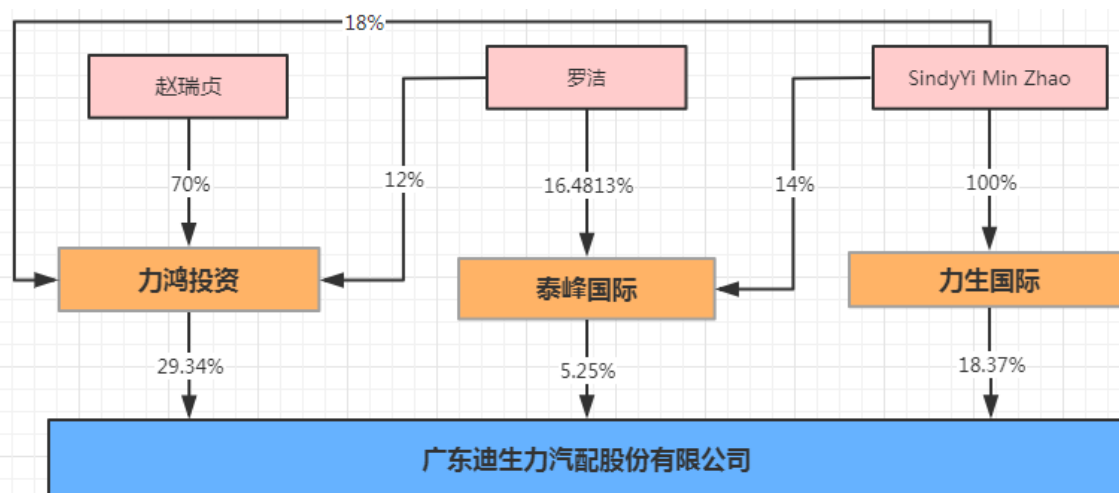 18%
赵瑞贞
罗洁
SindyYi Min Zhao
70%
12%
16.4813%
14%
100%
力鸿投资
泰峰国际
力生国际
29.34%
5.25%
18.37%
广东迪生力汽配股份有限公司